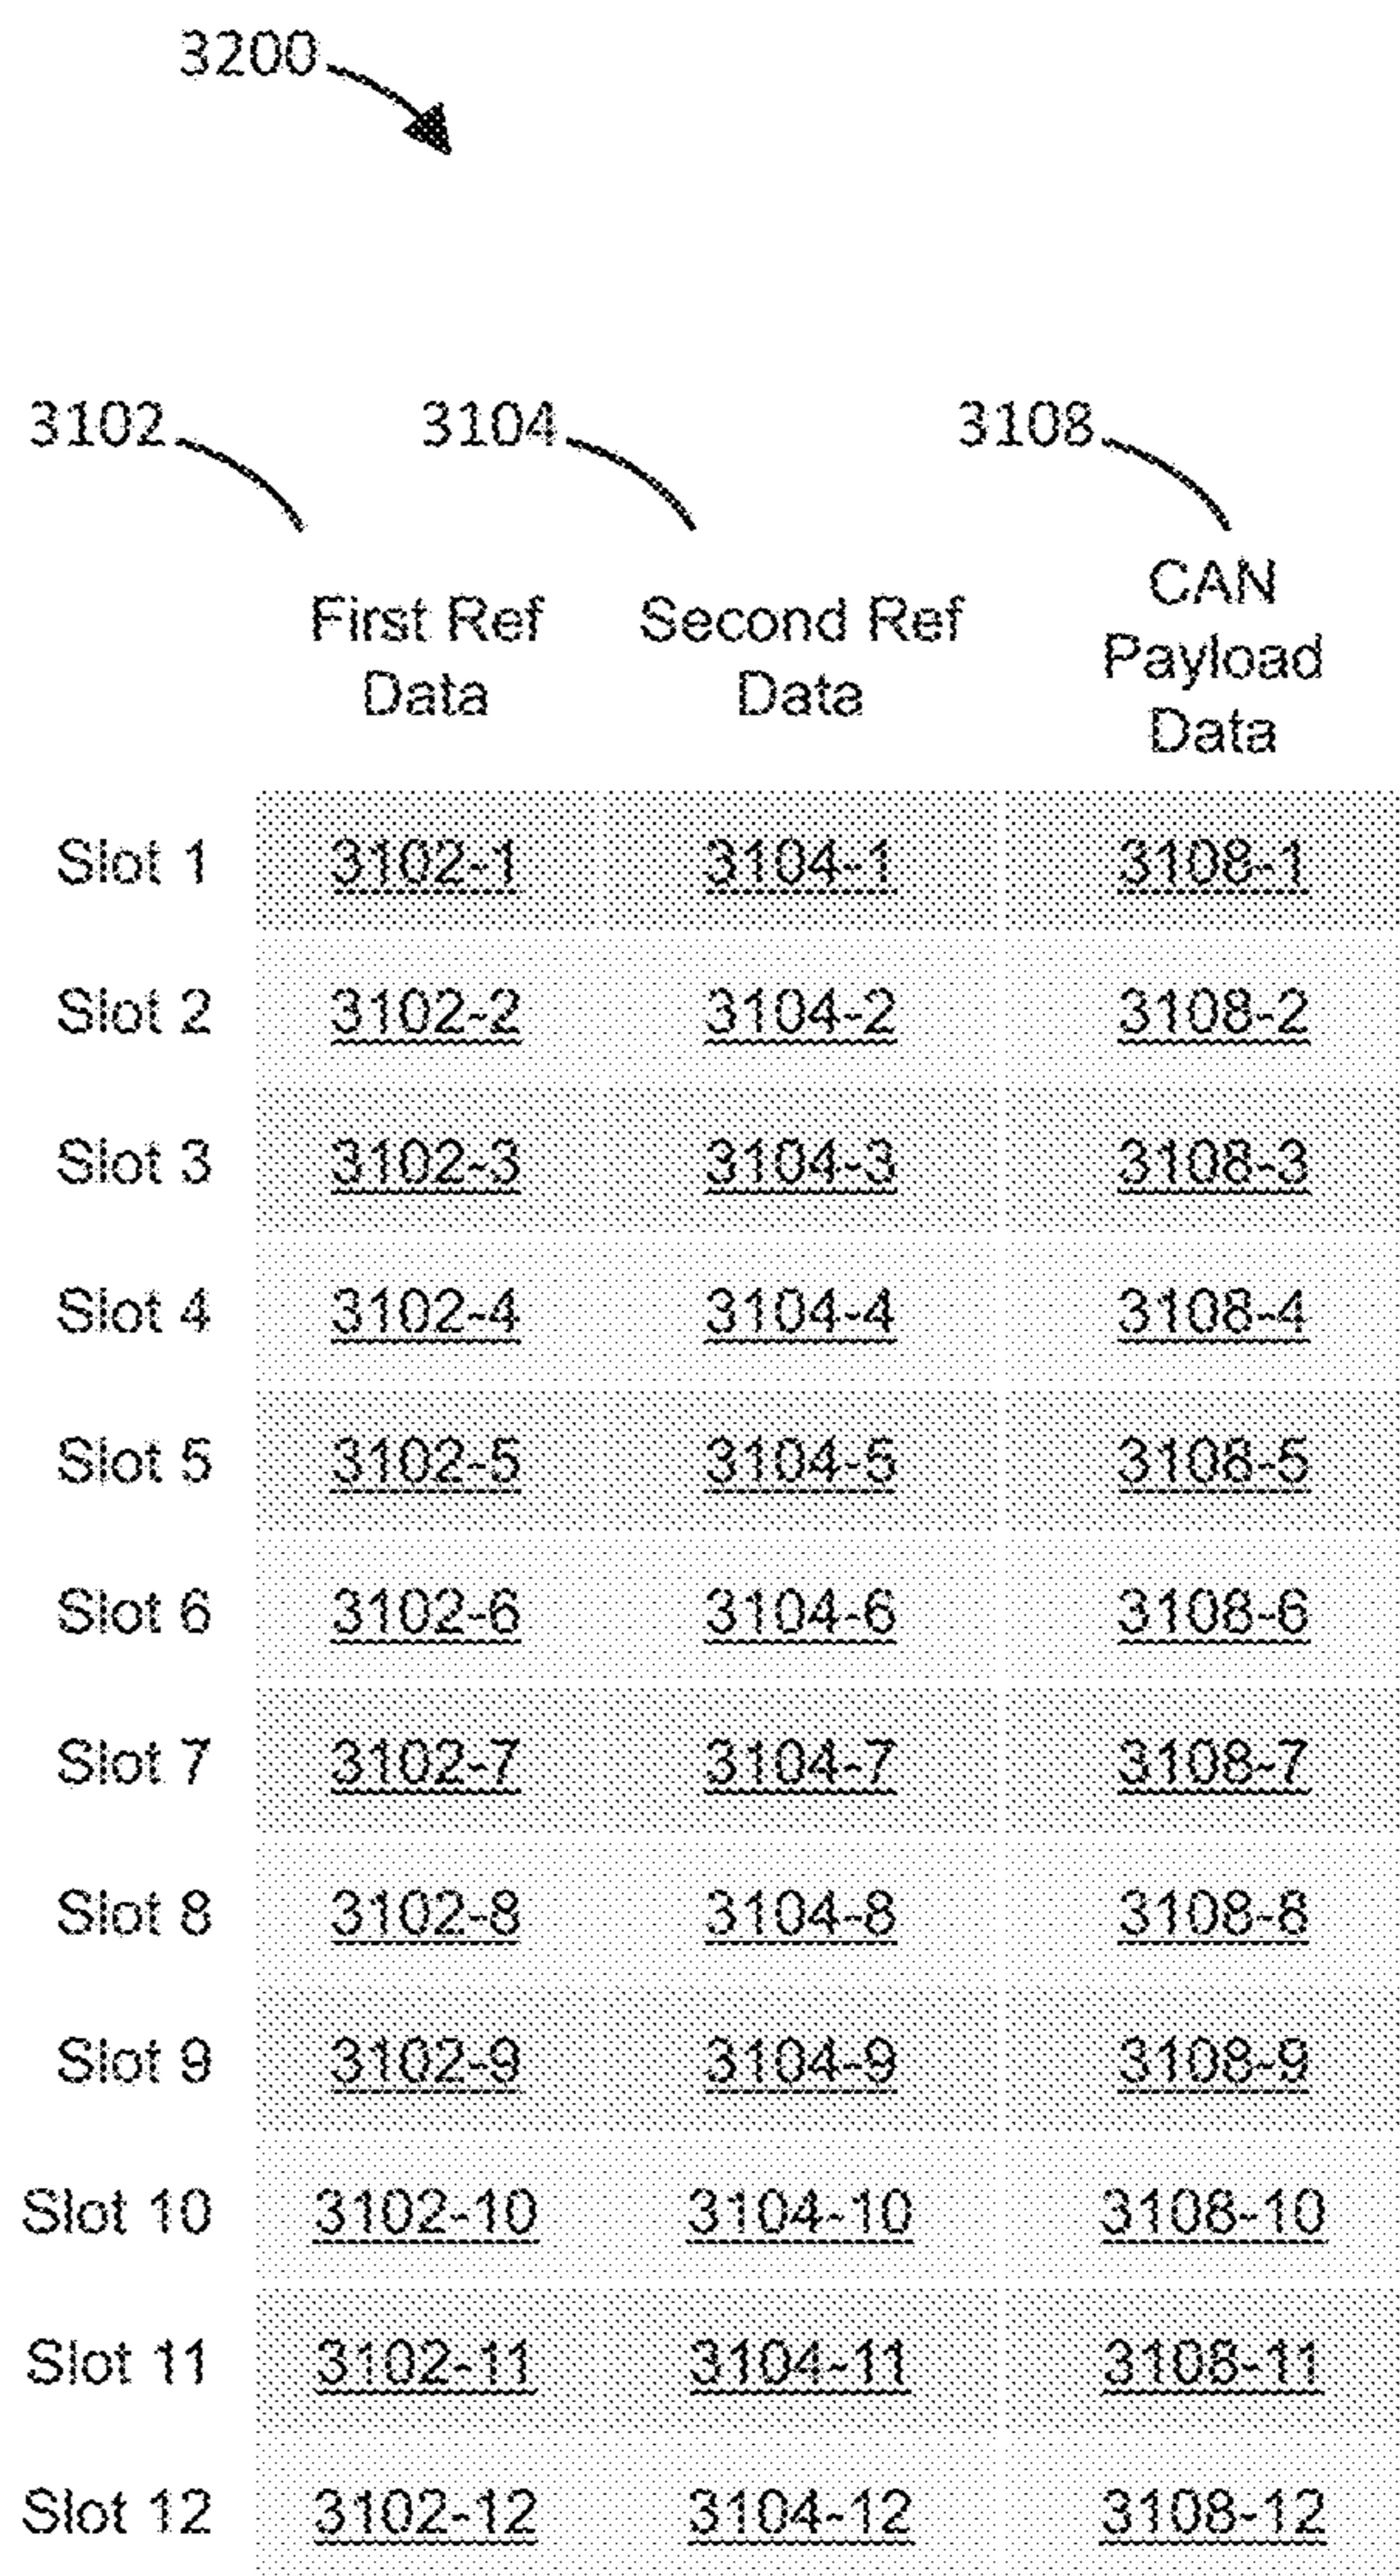 3200
3102 3104 3108
First Ref Data Second Ref Data CAN Payload Data
Slot 1 3102-1 3104-1 3108-1
Slot 2 3102-2 3104-2 3108-2
Slot 3 3102-3 3104-3 3108-3
Slot 4 3102-4 3104-4 3108-4
Slot 5 3102-5 3104-5 3108-5
Slot 6 3102-6 3104-6 3108-6
Slot 7 3102-7 3104-7 3108-7
Slot 8 3102-8 3104-8 3108-8
Slot 9 3102-9 3104-9 3108-9
Slot 10 3102-10 3104-10 3108-10
Slot 11 3102-11 3104-11 3108-11
Slot 12 3102-12 3104-12 3108-12